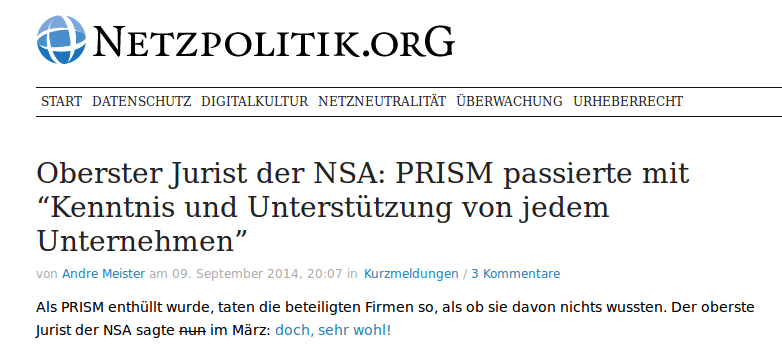 NETZPOLITIK.ORG
START DATENSCHUTZ DIGITALKULTUR NETZNEUTRALITÄT ÜBERWACHUNG URHEBERRECHT
Oberster Jurist der NSA: PRISM passierte mit
“Kenntnis und Unterstützung von jedem
Unternehmen”
von Andre Meister am 09. September 2014, 20:07 in Kurzmeldungen / 3 Kommentare
Als PRISM enthüllt wurde, taten die beteiligten Firmen so, als ob sie davon nichts wussten. Der oberste
Jurist der NSA sagte nun im März: doch, sehr wohl!